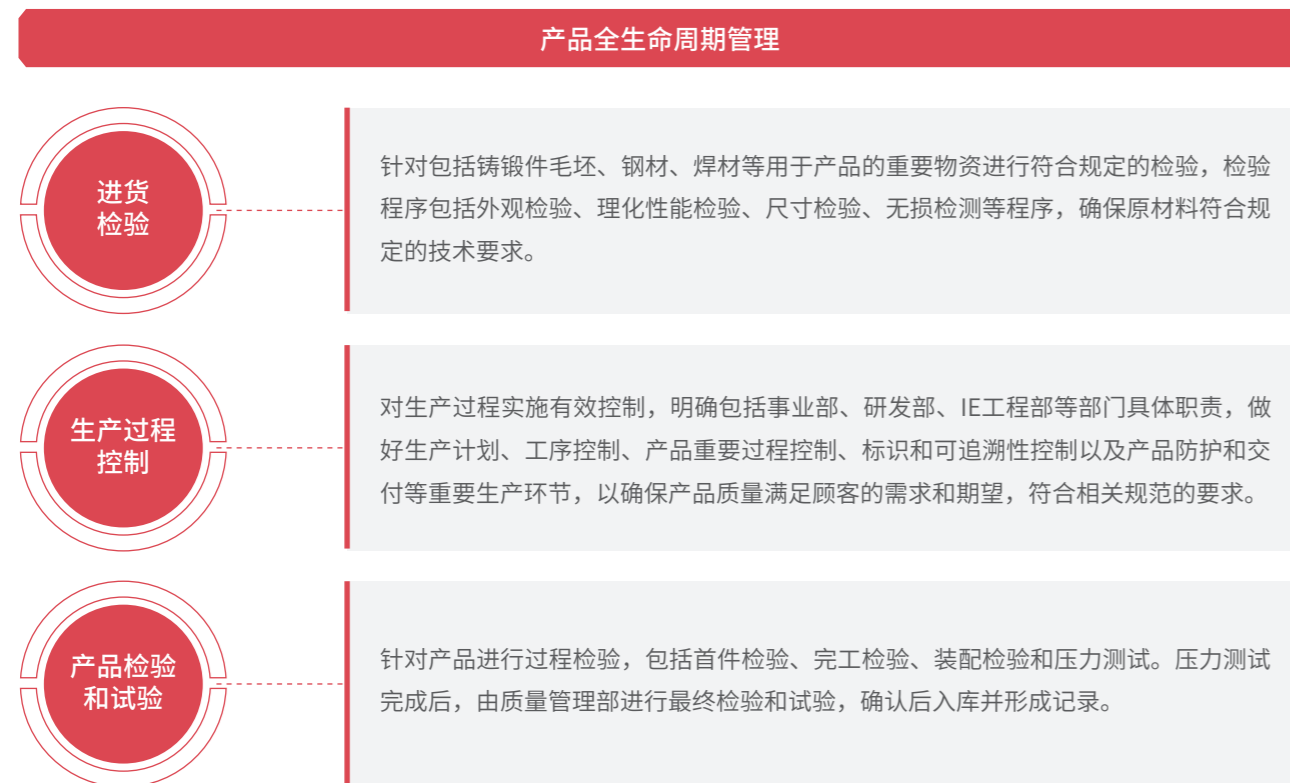 产品全生命周期管理
进货
检验
针对包括铸锻件毛坯、钢材、焊材等用于产品的重要物资进行符合规定的检验，检验
程序包括外观检验、理化性能检验、尺寸检验、无损检测等程序，确保原材料符合规
定的技术要求。
生产过程
控制
对生产过程实施有效控制，明确包括事业部、研发部、IE工程部等部门具体职责，做
好生产计划、工序控制、产品重要过程控制、标识和可追溯性控制以及产品防护和交
付等重要生产环节，以确保产品质量满足顾客的需求和期望，符合相关规范的要求。
产品检验
和试验
针对产品进行过程检验，包括首件检验、完工检验、装配检验和压力测试。压力测试
完成后，由质量管理部进行最终检验和试验，确认后入库并形成记录。